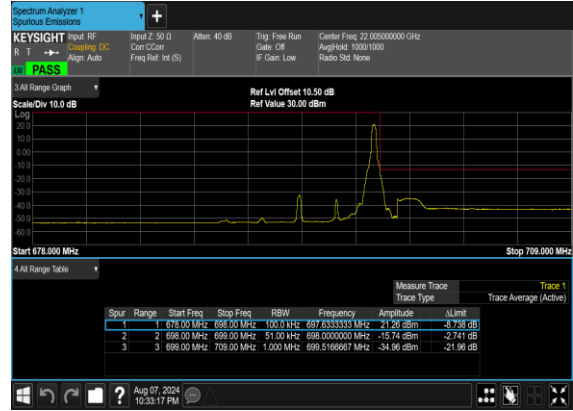 Spectrum Analyzer 1
Spurious Emissions
KEYSIGHT Input: RF Input Z: 50 Ω Atten: 40 dB Trig: Free Run Center Freq: 22.005000000 GHz
R T Coupling: DC Corr CCorr Gate: Off Avg|Hold: 1000/1000
Align: Auto Freq Ref: Int (S) IF Gain: Low Radio Std: None
LM PASS
3 All Range Graph
Ref Lvl Offset 10.50 dB
Scale/Div 10.0 dB Ref Value 30.00 dBm
Log
20.0
10.0
0.00
-10.0
-20.0
-30.0
-40.0
-50.0
-60.0
Start 678.000 MHz Stop 709.000 MHz
4 All Range Table
Measure Trace Trace 1
Trace Type Trace Average (Active)
Spur Range Start Freq Stop Freq RBW Frequency Amplitude ΔLimit
1 1 678.00 MHz 698.00 MHz 100.0 kHz 697.6333333 MHz 21.26 dBm -8.738 dB
2 2 698.00 MHz 699.00 MHz 51.00 kHz 698.0000000 MHz -15.74 dBm -2.741 dB
3 3 699.00 MHz 709.00 MHz 1.000 MHz 699.5166667 MHz -34.96 dBm -21.96 dB
Aug 07, 2024
10:33:17 PM